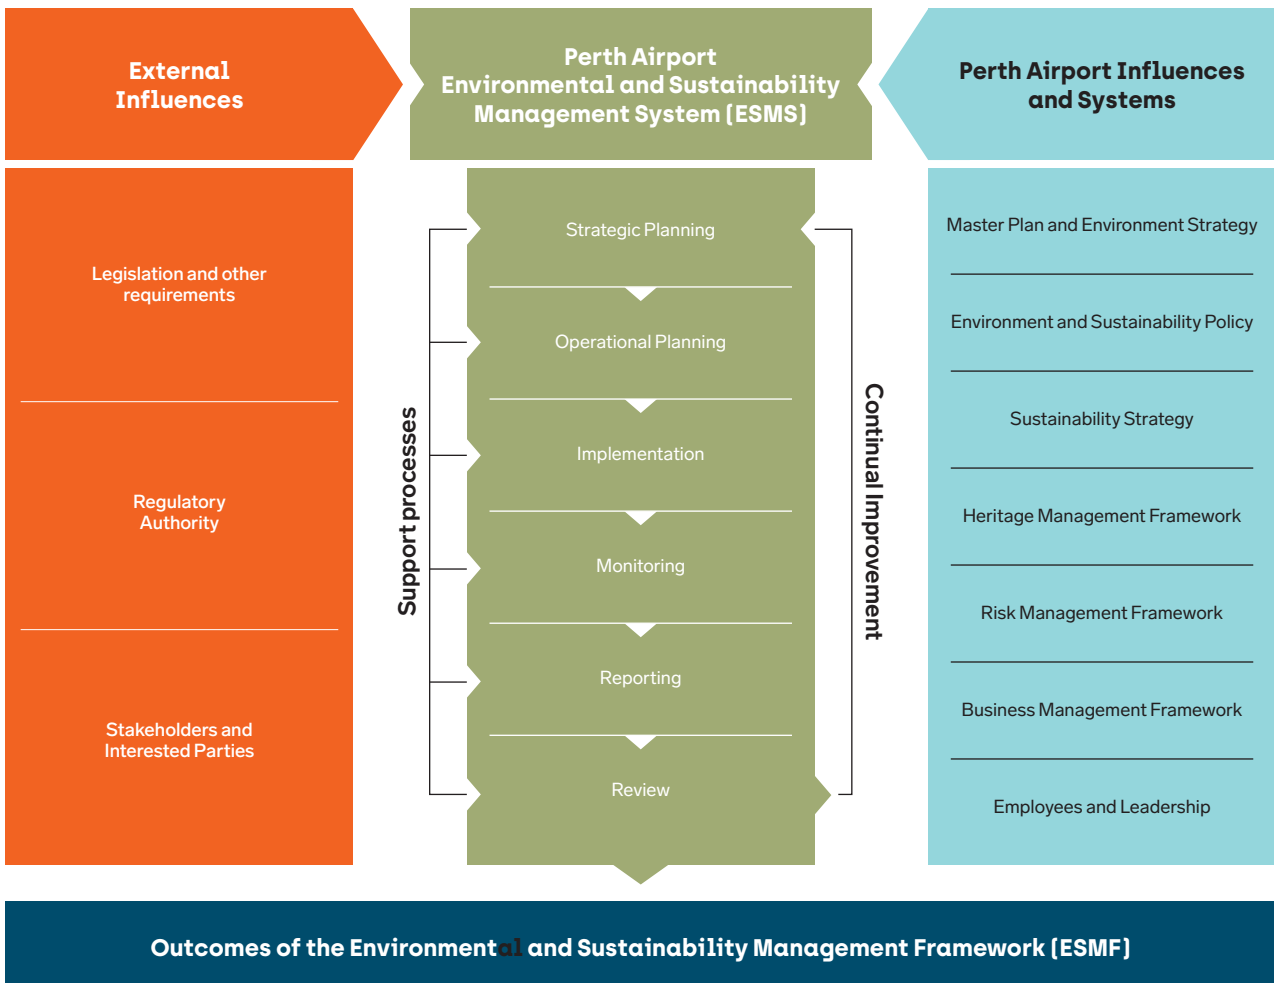 External
Influences
Perth Airport
Environmental and Sustainability
Management System (ESMS)
Perth Airport Influences
and Systems
Legislation and other
requirements
Regulatory
Authority
Stakeholders and
Interested Parties
Support processes
Strategic Planning
Operational Planning
Implementation
Monitoring
Reporting
Review
Continual Improvement
Master Plan and Environment Strategy
Environment and Sustainability Policy
Sustainability Strategy
Heritage Management Framework
Risk Management Framework
Business Management Framework
Employees and Leadership
Outcomes of the Environmental and Sustainability Management Framework (ESMF)